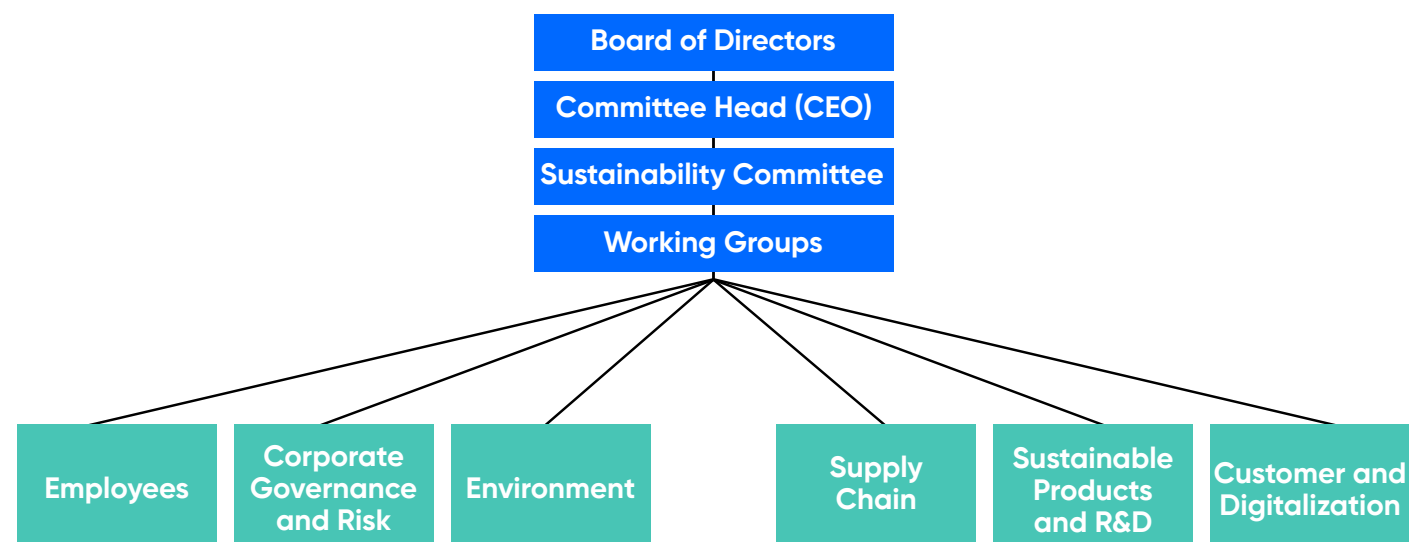 Board of Directors
Committee Head (CEO)
Sustainability Committee
Working Groups
Employees
Corporate
Governance
and Risk
Environment
Supply
Chain
Sustainable
Products
and R&D
Customer and
Digitalization